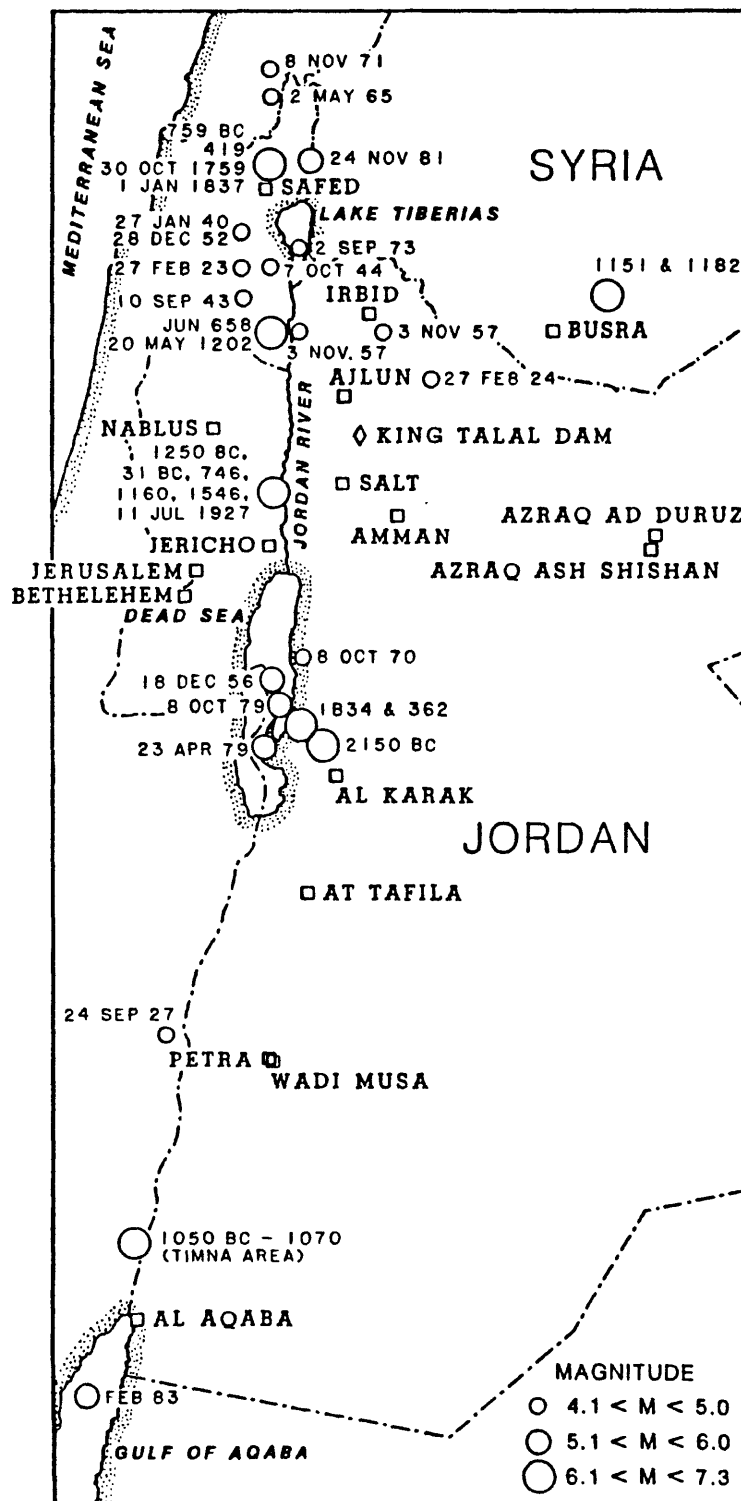 MEDITERRANEAN SEA
8 NOV 71
2 MAY 65
759 BC
419
30 OCT 1759
1 JAN 1837
24 NOV 81
SYRIA
SAFED
LAKE TIBERIAS
27 JAN 40
28 DEC 52
2 SEP 73
27 FEB 23
7 OCT 44
1151 & 1182
10 SEP 43
IRBID
JUN 658
20 MAY 1202
3 NOV 57
BUSRA
3 NOV. 57
AJLUN
27 FEB 24
JORDAN RIVER
NABLUS
KING TALAL DAM
1250 BC,
31 BC, 746,
1160, 1546,
11 JUL 1927
SALT
AMMAN
AZRAQ AD DURUZ
JERICHO
AZRAQ ASH SHISHAN
JERUSALEM
BETHELEHEM
DEAD SEA
8 OCT 70
18 DEC 56
8 OCT 79
1834 & 362
23 APR 79
2150 BC
AL KARAK
JORDAN
AT TAFILA
24 SEP 27
PETRA
WADI MUSA
1050 BC - 1070
(TIMNA AREA)
AL AQABA
FEB 83
GULF OF AQABA
MAGNITUDE
4.1 < M < 5.0
5.1 < M < 6.0
6.1 < M < 7.3